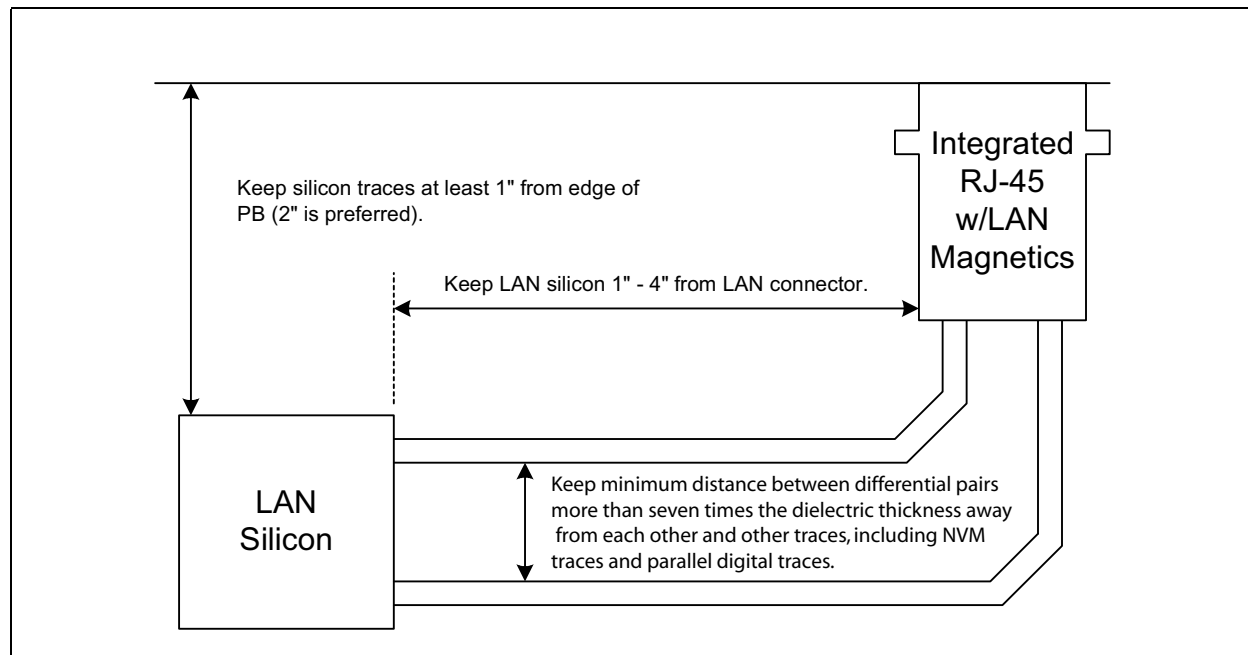 Integrated
RJ-45
w/LAN
Magnetics
Keep silicon traces at least 1" from edge of
PB (2" is preferred).
Keep LAN silicon 1" - 4" from LAN connector.
LAN
Silicon
Keep minimum distance between differential pairs
more than seven times the dielectric thickness away
from each other and other traces, including NVM
traces and parallel digital traces.